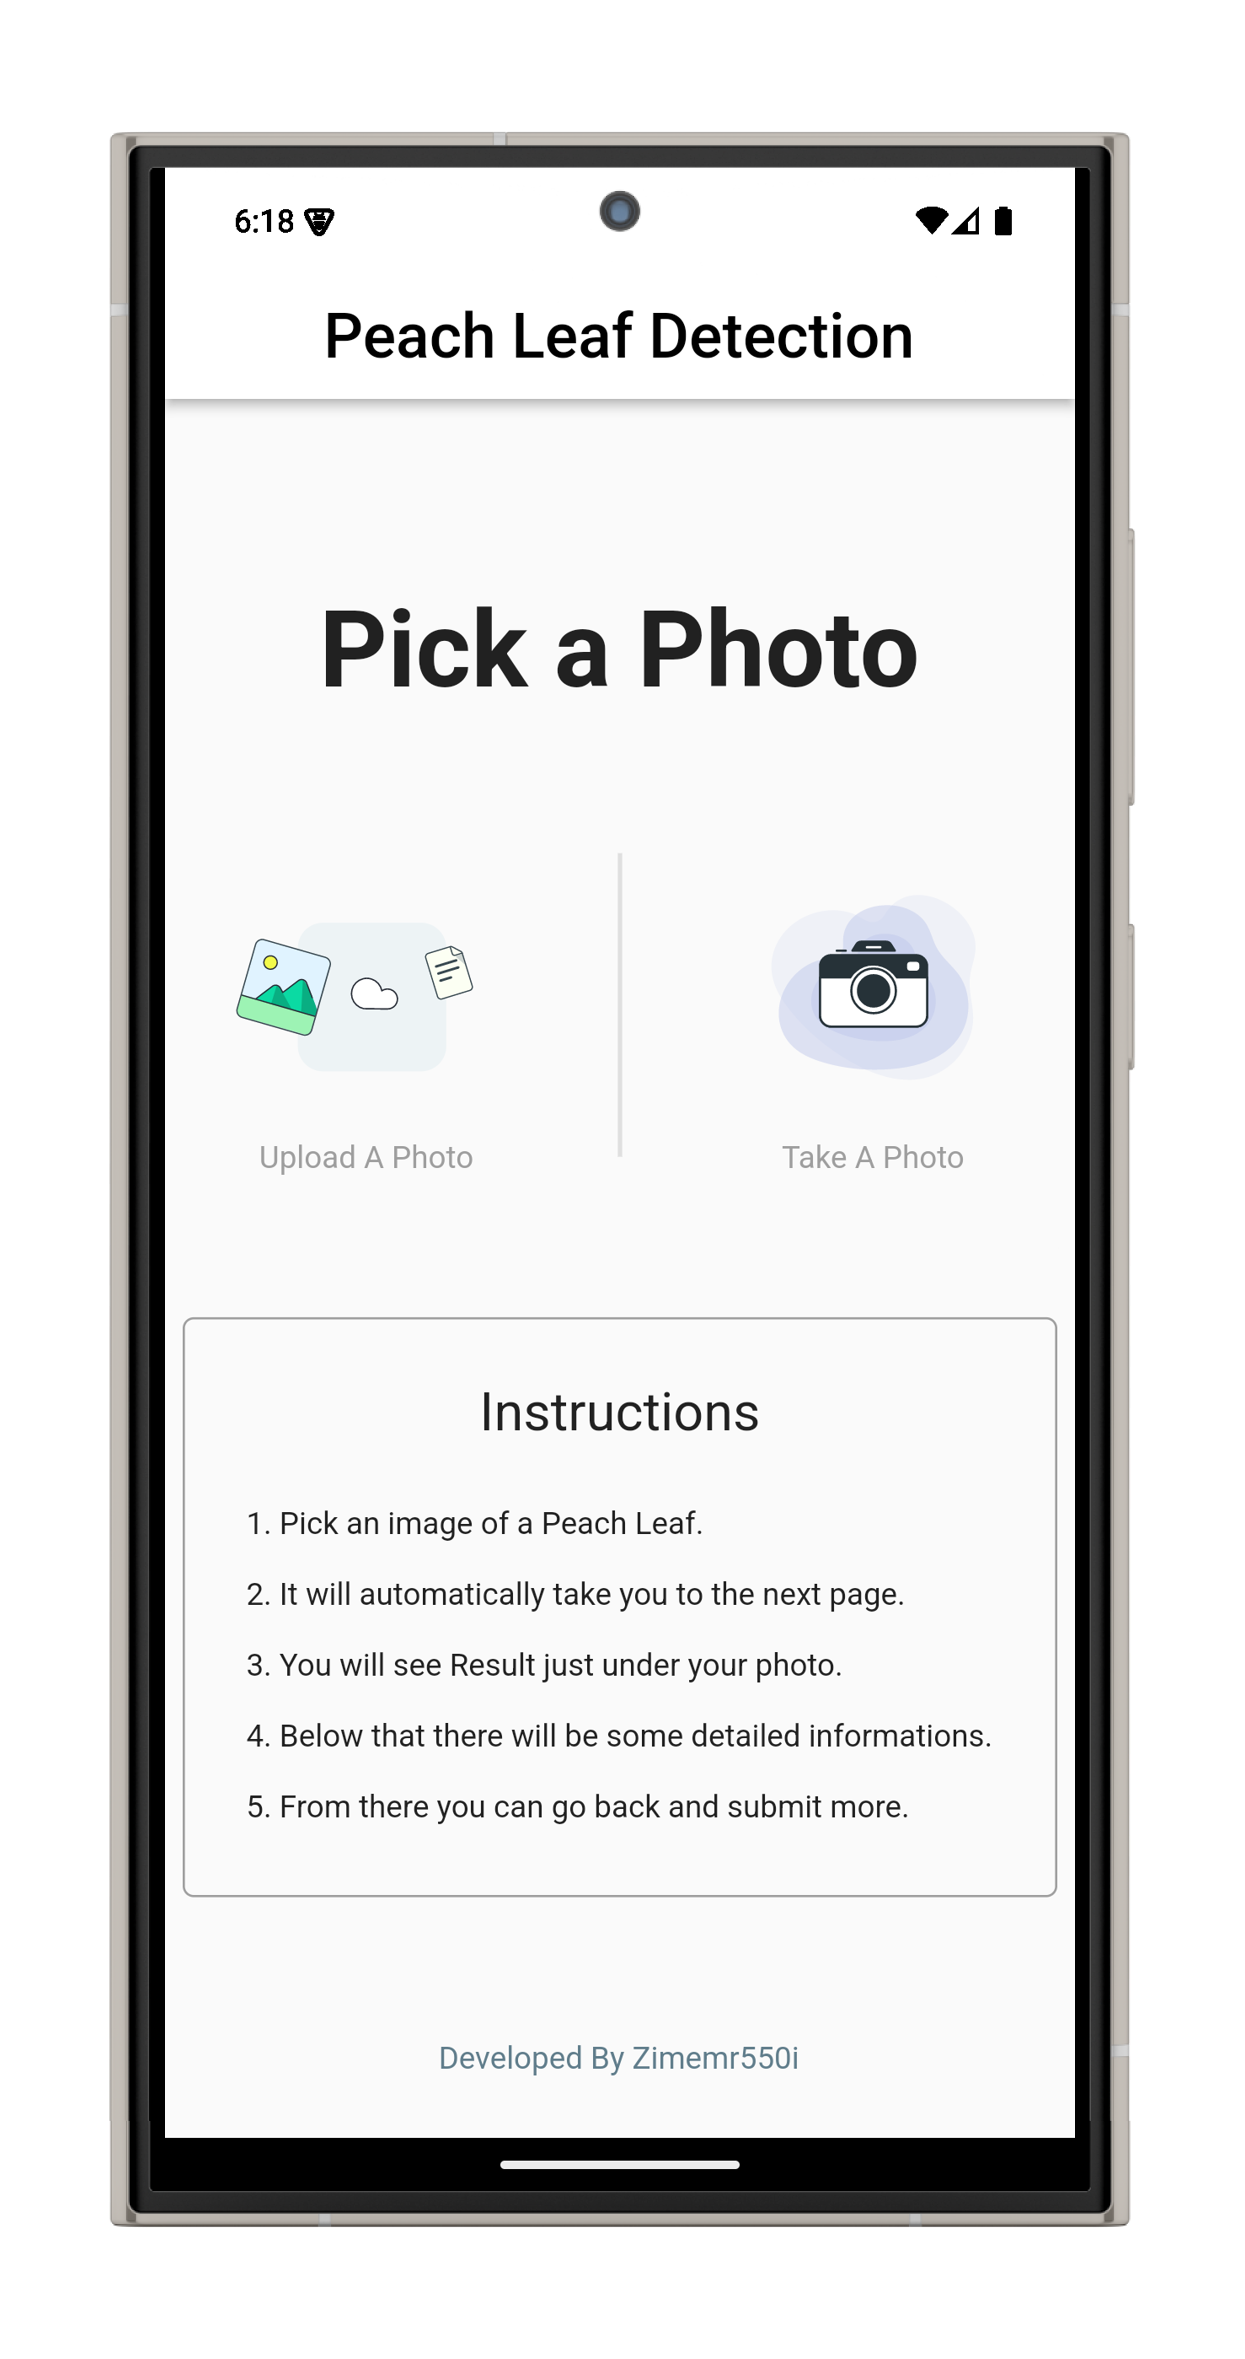 6:18
Peach Leaf Detection
Pick a Photo
Upload A Photo
Take A Photo
Instructions
1. Pick an image of a Peach Leaf.
2. It will automatically take you to the next page.
3. You will see Result just under your photo.
4. Below that there will be some detailed informations.
5. From there you can go back and submit more.
Developed By Zimemr550i